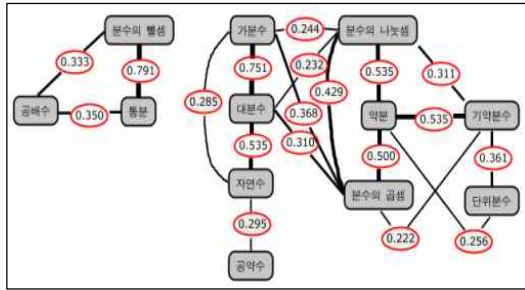 분수의 뺄셈
가분수
0.244
분수의 나눗셈
0.333
0.791
0.751
0.232
0.535
0.311
공배수
0.350
통분
0.285
대분수
0.429
약분
0.535
기약분수
0.368
0.535
0.310
0.500
0.361
자연수
분수의 곱셈
단위분수
0.295
0.222
0.256
공약수